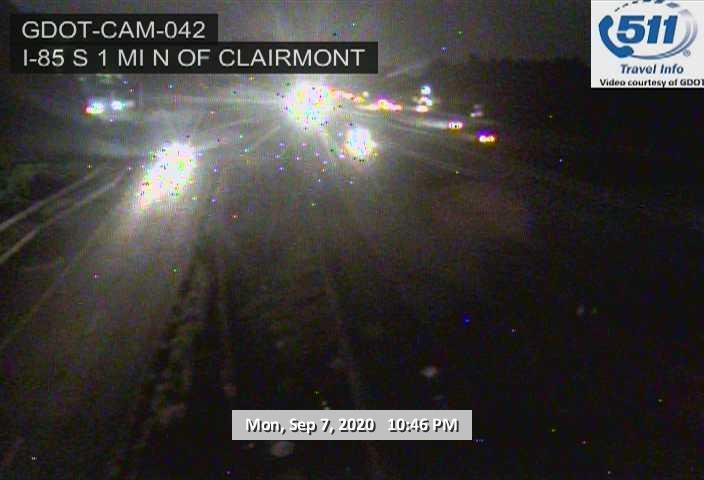 GDOT-CAM-042
I-85 S 1 MI N OF CLAIRMONT
511
Travel Info
Video courtesy of GDOT
Mon, Sep 7, 2020 10:46 PM